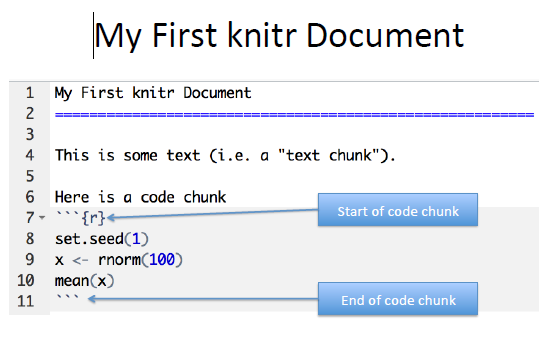 My First knitr Document
1 My First knitr Document
2 =========================================================
3
4 This is some text (i.e. a "text chunk").
5
6 Here is a code chunk
7 ```{r}
Start of code chunk
8 set.seed(1)
9 x <- rnorm(100)
10 mean(x)
11 ```
End of code chunk